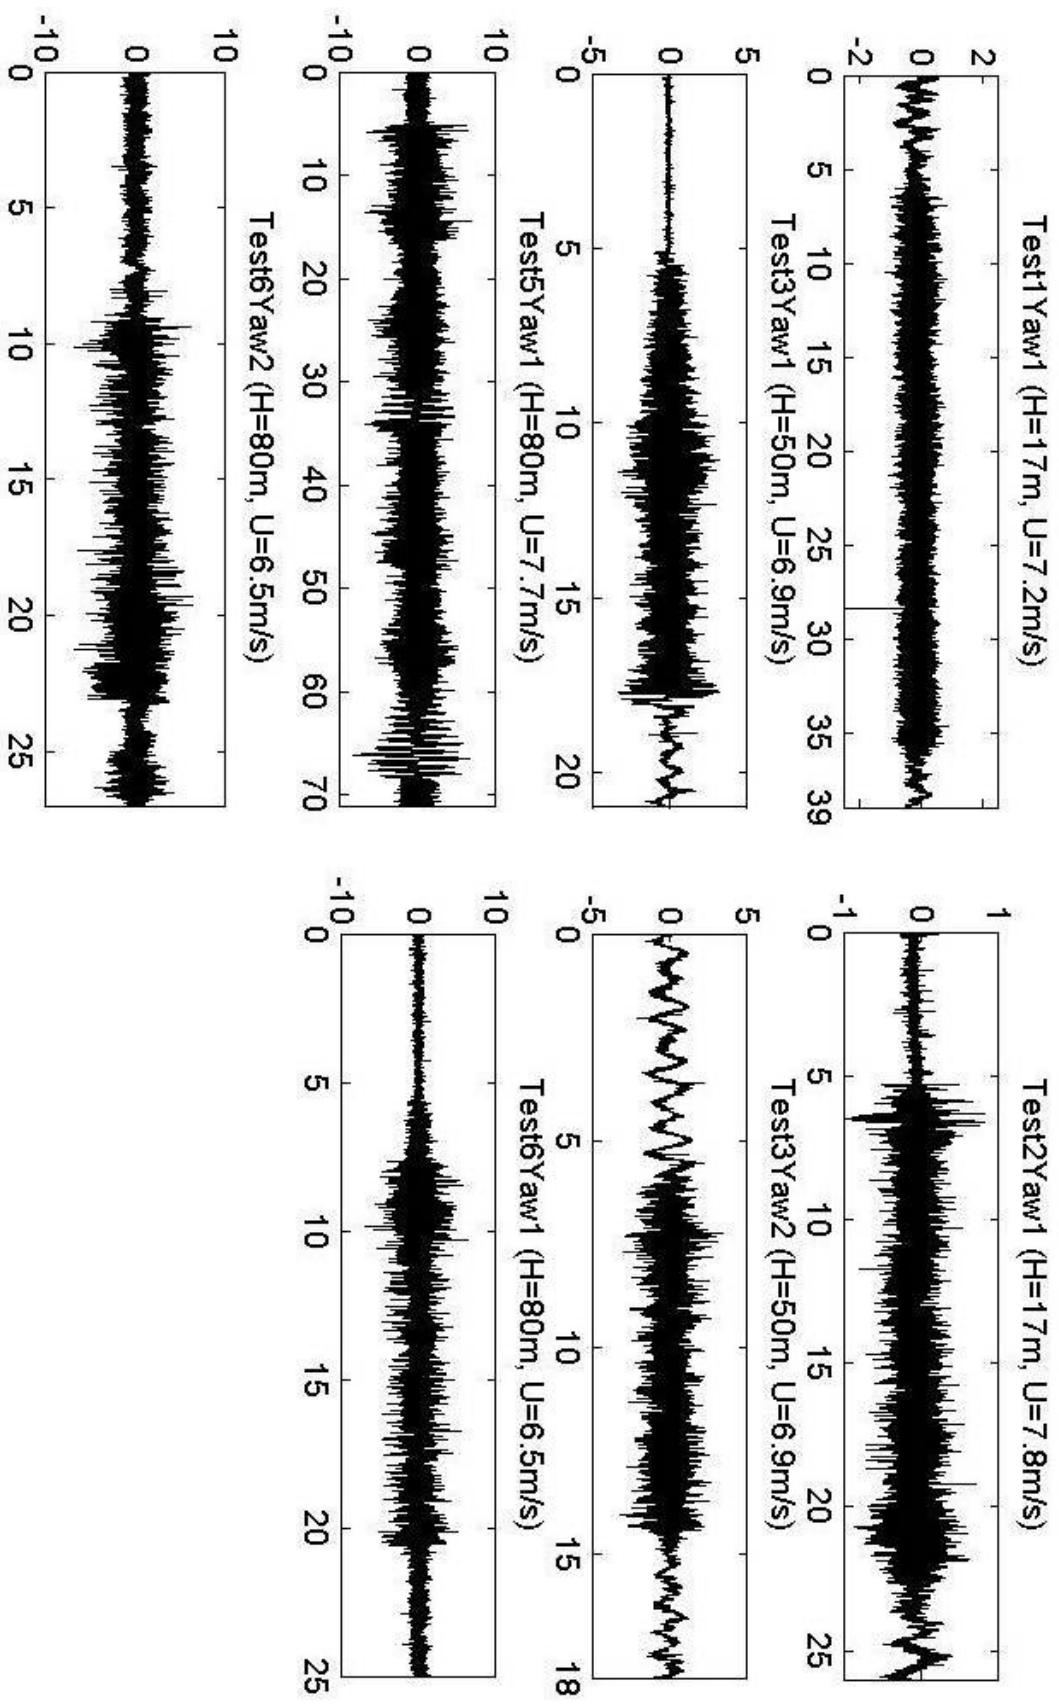 Test1Yaw1 (H=17m, U=7.2m/s)
2
0
-2
0 5 10 15 20 25 30 35 39
Test2Yaw1 (H=17m, U=7.8m/s)
1
0
-1
0 5 10 15 20 25
Test3Yaw1 (H=50m, U=6.9m/s)
5
0
-5
0 5 10 15 20
Test3Yaw2 (H=50m, U=6.9m/s)
5
0
-5
0 5 10 15 18
Test5Yaw1 (H=80m, U=7.7m/s)
10
0
-10
0 10 20 30 40 50 60 70
Test6Yaw1 (H=80m, U=6.5m/s)
10
0
-10
0 5 10 15 20 25
Test6Yaw2 (H=80m, U=6.5m/s)
10
0
-10
0 5 10 15 20 25